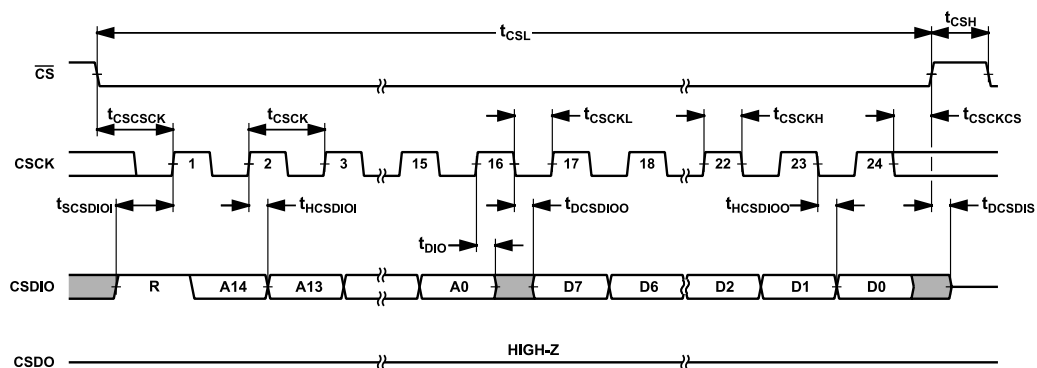 tCSL
tCSH
CS
tCSCSCK
tCSCK
tCSCKL
tCSCKH
tCSCKCS
CSCK
1 2 3 15 16 17 18 22 23 24
tSCSDIOI
tHCSDIOI
tDCSDIOO
tHCSDIOO
tDCSDIS
tDIO
CSDIO
R A14 A13 A0 D7 D6 D2 D1 D0
HIGH-Z
CSDO